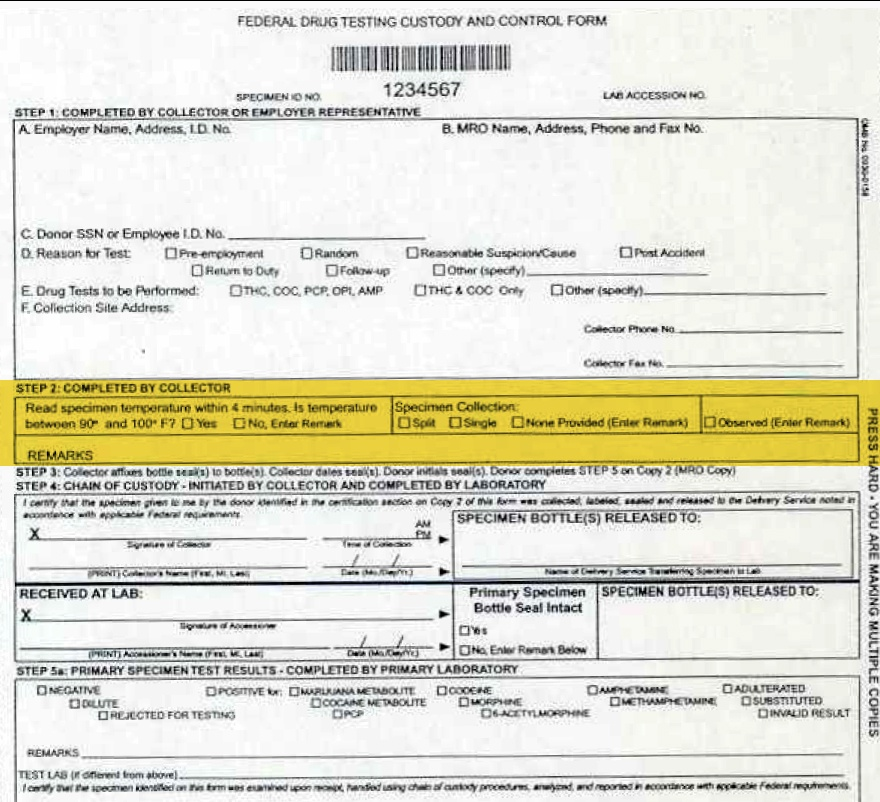 FEDERAL DRUG TESTING CUSTODY AND CONTROL FORM
1234567
SPECIMEN ID NO.
LAB ACCESSION NO.
STEP 1: COMPLETED BY COLLECTOR OR EMPLOYER REPRESENTATIVE
A. Employer Name, Address, I.D. No.
B. MRO Name, Address, Phone and Fax No.
OMB No. 0930-0158
C. Donor SSN or Employee I.D. No.
D. Reason for Test: ☐ Pre-employment ☐ Random ☐ Reasonable Suspicion/Cause ☐ Post Accident
☐ Return to Duty ☐ Follow-up ☐ Other (specify)
E. Drug Tests to be Performed: ☐ THC, COC, PCP, OPI, AMP ☐ THC & COC Only ☐ Other (specify)
F. Collection Site Address:
Collector Phone No.
Collector Fax No.
STEP 2: COMPLETED BY COLLECTOR
Read specimen temperature within 4 minutes. Is temperature
between 90° and 100° F? ☐ Yes ☐ No, Enter Remark
Specimen Collection:
☐ Split ☐ Single ☐ None Provided (Enter Remark)
☐ Observed (Enter Remark)
REMARKS
STEP 3: Collector affixes bottle seal(s) to bottle(s). Collector dates seal(s). Donor initials seal(s). Donor completes STEP 5 on Copy 2 (MRO Copy)
STEP 4: CHAIN OF CUSTODY - INITIATED BY COLLECTOR AND COMPLETED BY LABORATORY
I certify that the specimen given to me by the donor identified in the certification section on Copy 2 of this form was collected, labeled, sealed and released to the Delivery Service noted in
accordance with applicable Federal requirements.
X
Signature of Collector
AM
PM
Time of Collection
(PRINT) Collector's Name (First, MI, Last)
Date (Mo./Day/Yr.)
SPECIMEN BOTTLE(S) RELEASED TO:
Name of Delivery Service Transferring Specimen to Lab
RECEIVED AT LAB:
X
Signature of Accessioner
(PRINT) Accessioner's Name (First, MI, Last)
Date (Mo./Day/Yr.)
Primary Specimen
Bottle Seal Intact
☐ Yes
☐ No, Enter Remark Below
SPECIMEN BOTTLE(S) RELEASED TO:
STEP 5a: PRIMARY SPECIMEN TEST RESULTS - COMPLETED BY PRIMARY LABORATORY
☐ NEGATIVE ☐ POSITIVE for: ☐ MARIJUANA METABOLITE ☐ CODEINE ☐ AMPHETAMINE ☐ ADULTERATED
☐ DILUTE ☐ COCAINE METABOLITE ☐ MORPHINE ☐ METHAMPHETAMINE ☐ SUBSTITUTED
☐ REJECTED FOR TESTING ☐ PCP ☐ 6-ACETYLMORPHINE ☐ INVALID RESULT
REMARKS
TEST LAB (if different from above)
I certify that the specimen identified on this form was examined upon receipt, handled using chain of custody procedures, analyzed, and reported in accordance with applicable Federal requirements.
PRESS HARD - YOU ARE MAKING MULTIPLE COPIES